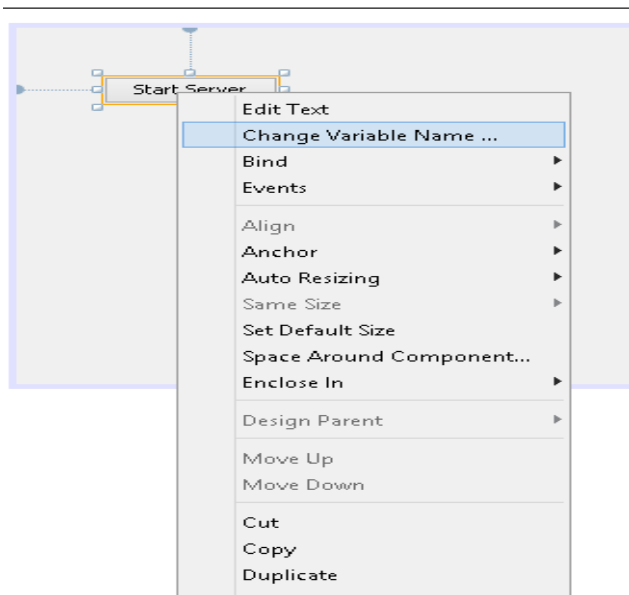 Start Server
Edit Text
Change Variable Name ...
Bind
Events
Align
Anchor
Auto Resizing
Same Size
Set Default Size
Space Around Component...
Enclose In
Design Parent
Move Up
Move Down
Cut
Copy
Duplicate